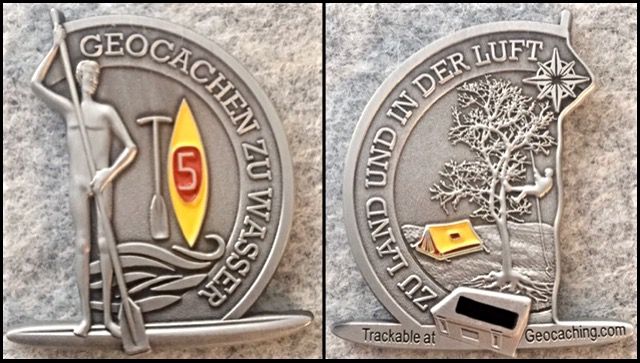 GEOCACHEN ZU WASSER
5
ZU LAND UND IN DER LUFT
Trackable at Geocaching.com